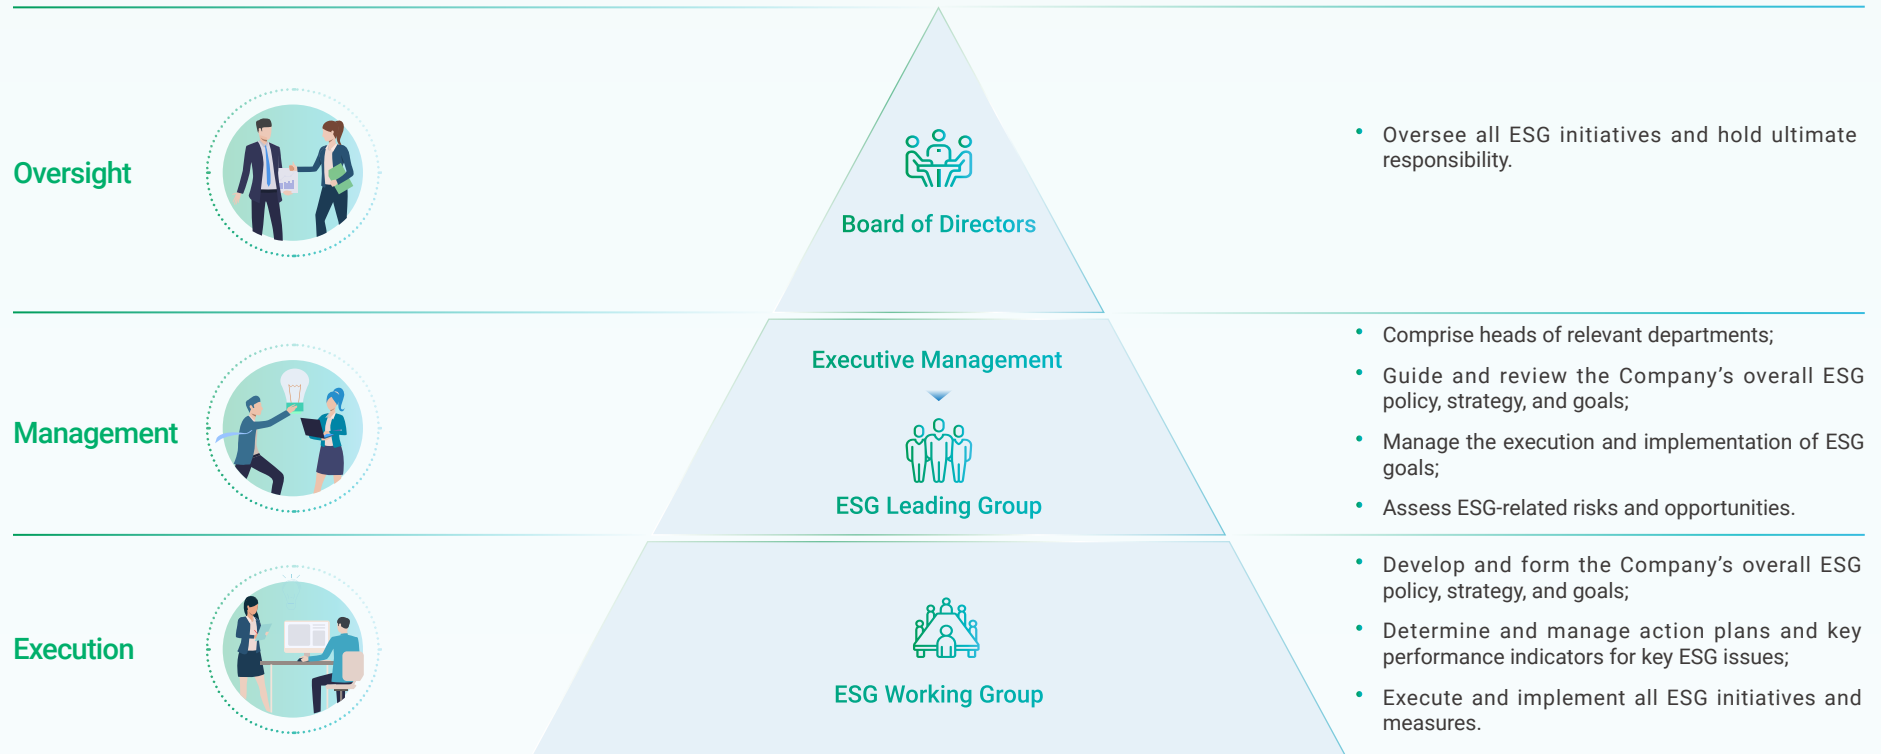 Oversight
Board of Directors
• Oversee all ESG initiatives and hold ultimate
responsibility.
Management
Executive Management
ESG Leading Group
• Comprise heads of relevant departments;
• Guide and review the Company’s overall ESG
policy, strategy, and goals;
• Manage the execution and implementation of ESG
goals;
• Assess ESG-related risks and opportunities.
Execution
ESG Working Group
• Develop and form the Company’s overall ESG
policy, strategy, and goals;
• Determine and manage action plans and key
performance indicators for key ESG issues;
• Execute and implement all ESG initiatives and
measures.